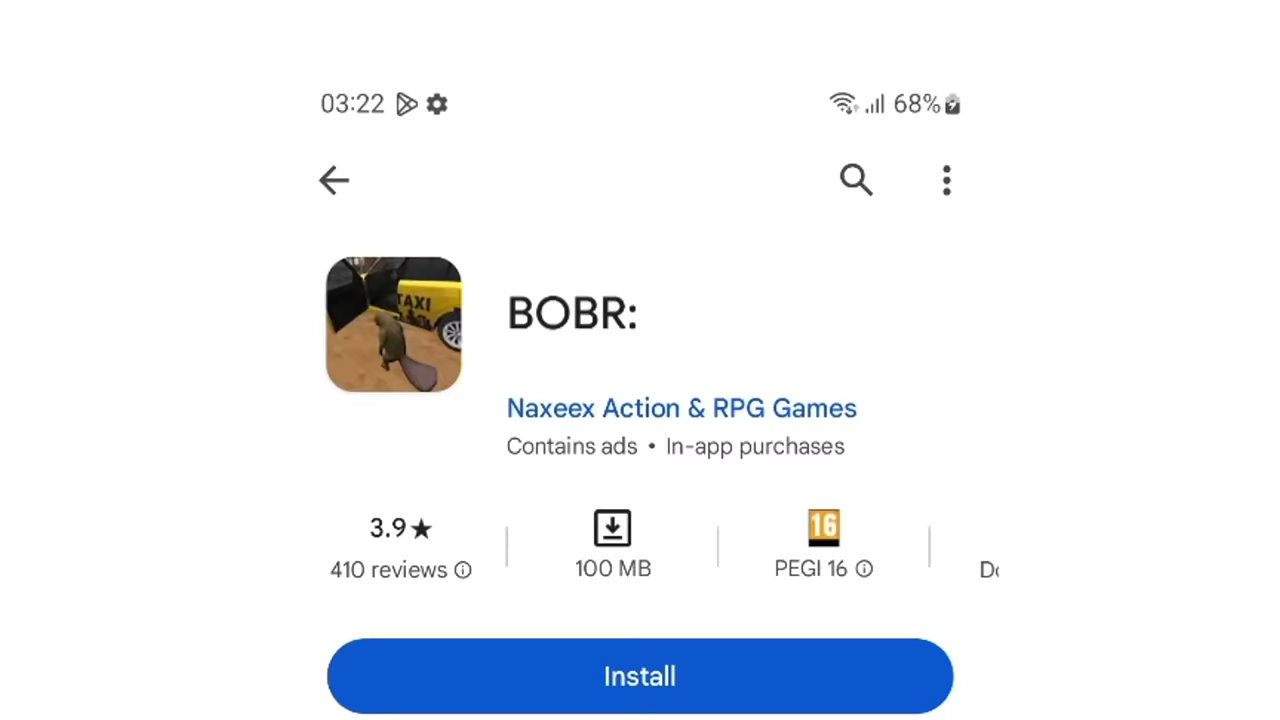 03:22 68%
TAXI
BOBR:
Naxeex Action & RPG Games
Contains ads • In-app purchases
3.9★ 16
410 reviews 100 MB PEGI 16 Do
Install